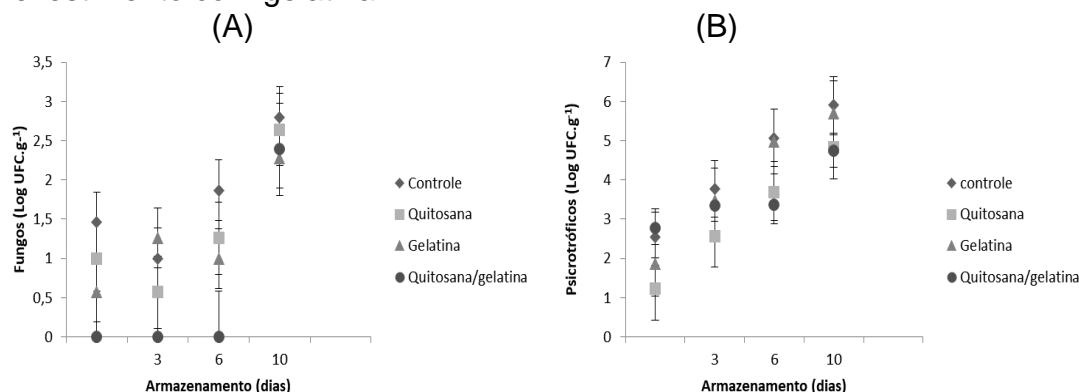 (A)
3,5
3
2,5
2
1,5
1
0,5
0
Fungos (Log UFC.g⁻¹)
3
6
10
Armazenamento (dias)
Controle
Quitosana
Gelatina
Quitosana/gelatina
(B)
7
6
5
4
3
2
1
0
Psicrotróficos (Log UFC.g⁻¹)
3
6
10
Armazenamento (dias)
controle
Quitosana
Gelatina
Quitosana/gelatina